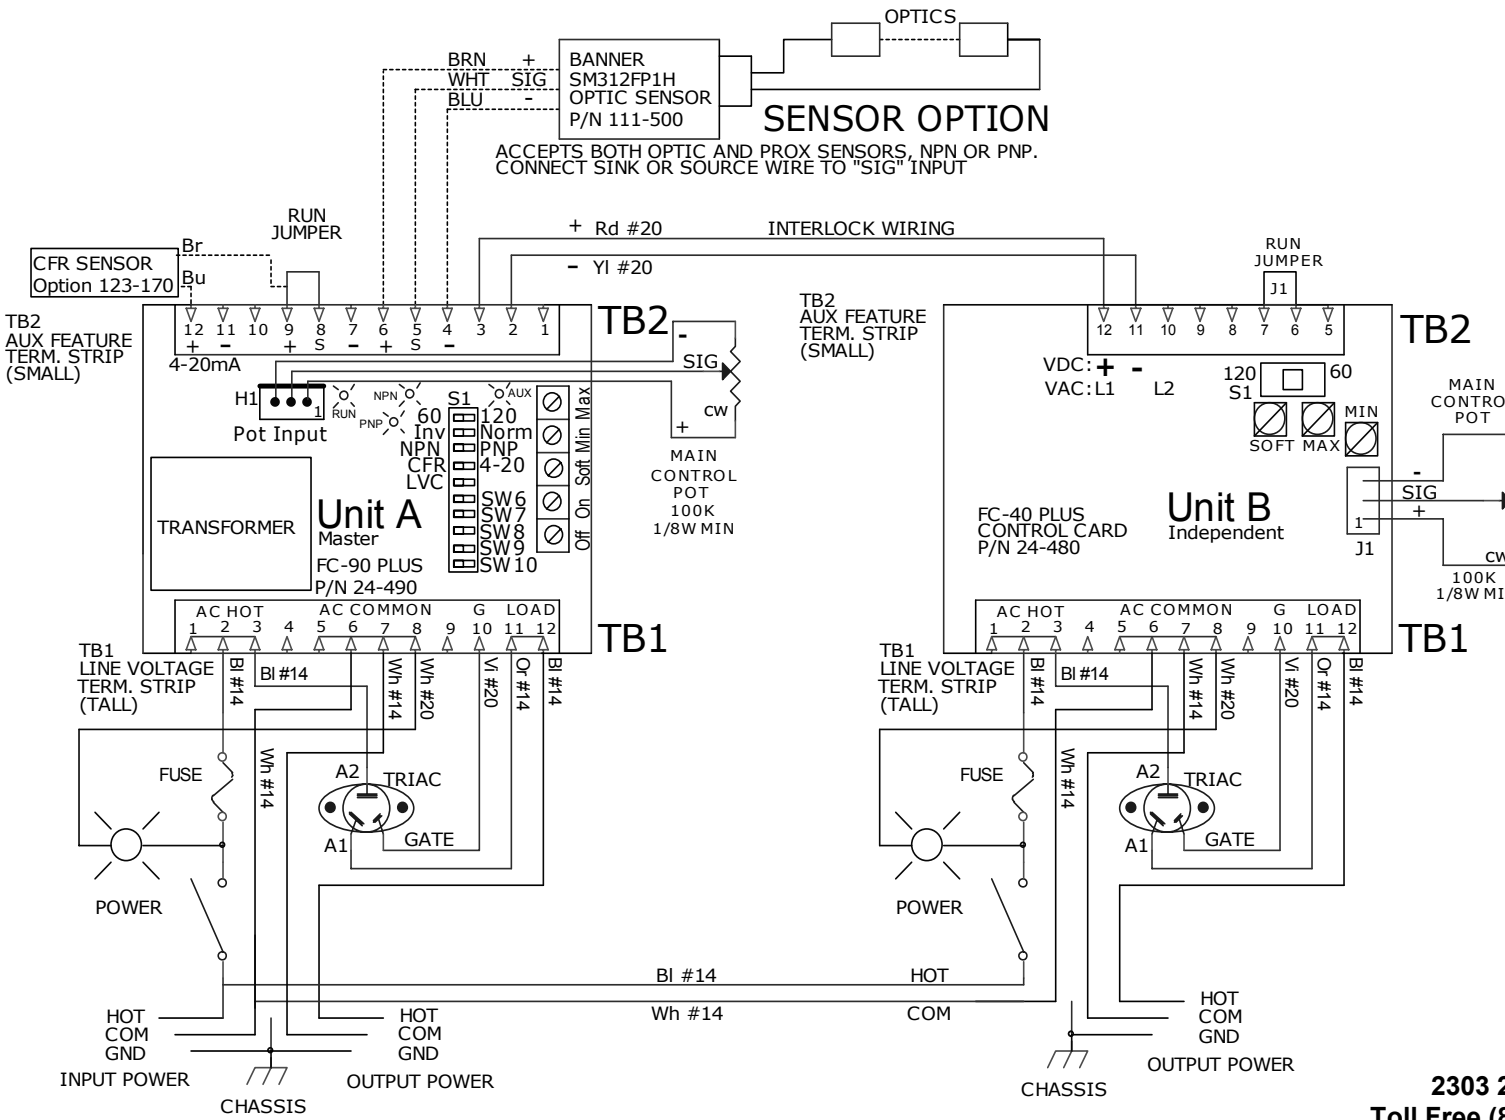 OPTICS
BRN +
WHT SIG
BLU -
BANNER
SM312FP1H
OPTIC SENSOR
P/N 111-500
SENSOR OPTION
ACCEPTS BOTH OPTIC AND PROX SENSORS, NPN OR PNP.
CONNECT SINK OR SOURCE WIRE TO "SIG" INPUT
RUN
JUMPER
+ Rd #20 INTERLOCK WIRING
- Yl #20
CFR SENSOR
Option 123-170
Br
Bu
TB2
AUX FEATURE
TERM. STRIP
(SMALL)
12 11 10 9 8 7 6 5 4 3 2 1
+ - + S - + S -
4-20mA
TB2
H1
1
Pot Input
RUN
NPN
PNP
AUX
S1
60 120
Inv Norm
NPN PNP
CFR 4-20
LVC
SW6
SW7
SW8
SW9
SW10
Off On Soft Min Max
-
SIG
cw
+
MAIN
CONTROL
POT
100K
1/8W MIN
TRANSFORMER
Unit A
Master
FC-90 PLUS
P/N 24-490
AC HOT AC COMMON G LOAD
1 2 3 4 5 6 7 8 9 10 11 12
TB1
TB1
LINE VOLTAGE
TERM. STRIP
(TALL)
Bl #14
Bl #14
Wh #14
Wh #20
Vi #20
Or #14
Bl #14
Wh #14
FUSE
A2
TRIAC
A1
GATE
POWER
HOT
COM
GND
INPUT POWER
CHASSIS
HOT
COM
GND
OUTPUT POWER
Bl #14 HOT
Wh #14 COM
RUN
JUMPER
J1
TB2
AUX FEATURE
TERM. STRIP
(SMALL)
12 11 10 9 8 7 6 5
TB2
VDC: + -
VAC: L1 L2
120 60
S1
SOFT MAX
MIN
MAIN
CONTRO
POT
-
SIG
+
1
J1
cw
100K
1/8W MI
FC-40 PLUS
CONTROL CARD
P/N 24-480
Unit B
Independent
AC HOT AC COMMON G LOAD
1 2 3 4 5 6 7 8 9 10 11 12
TB1
TB1
LINE VOLTAGE
TERM. STRIP
(TALL)
Bl #14
Bl #14
Wh #14
Wh #20
Vi #20
Or #14
Bl #14
Wh #14
FUSE
A2
TRIAC
A1
GATE
POWER
HOT
COM
GND
OUTPUT POWER
CHASSIS
2303 2
Toll Free (8